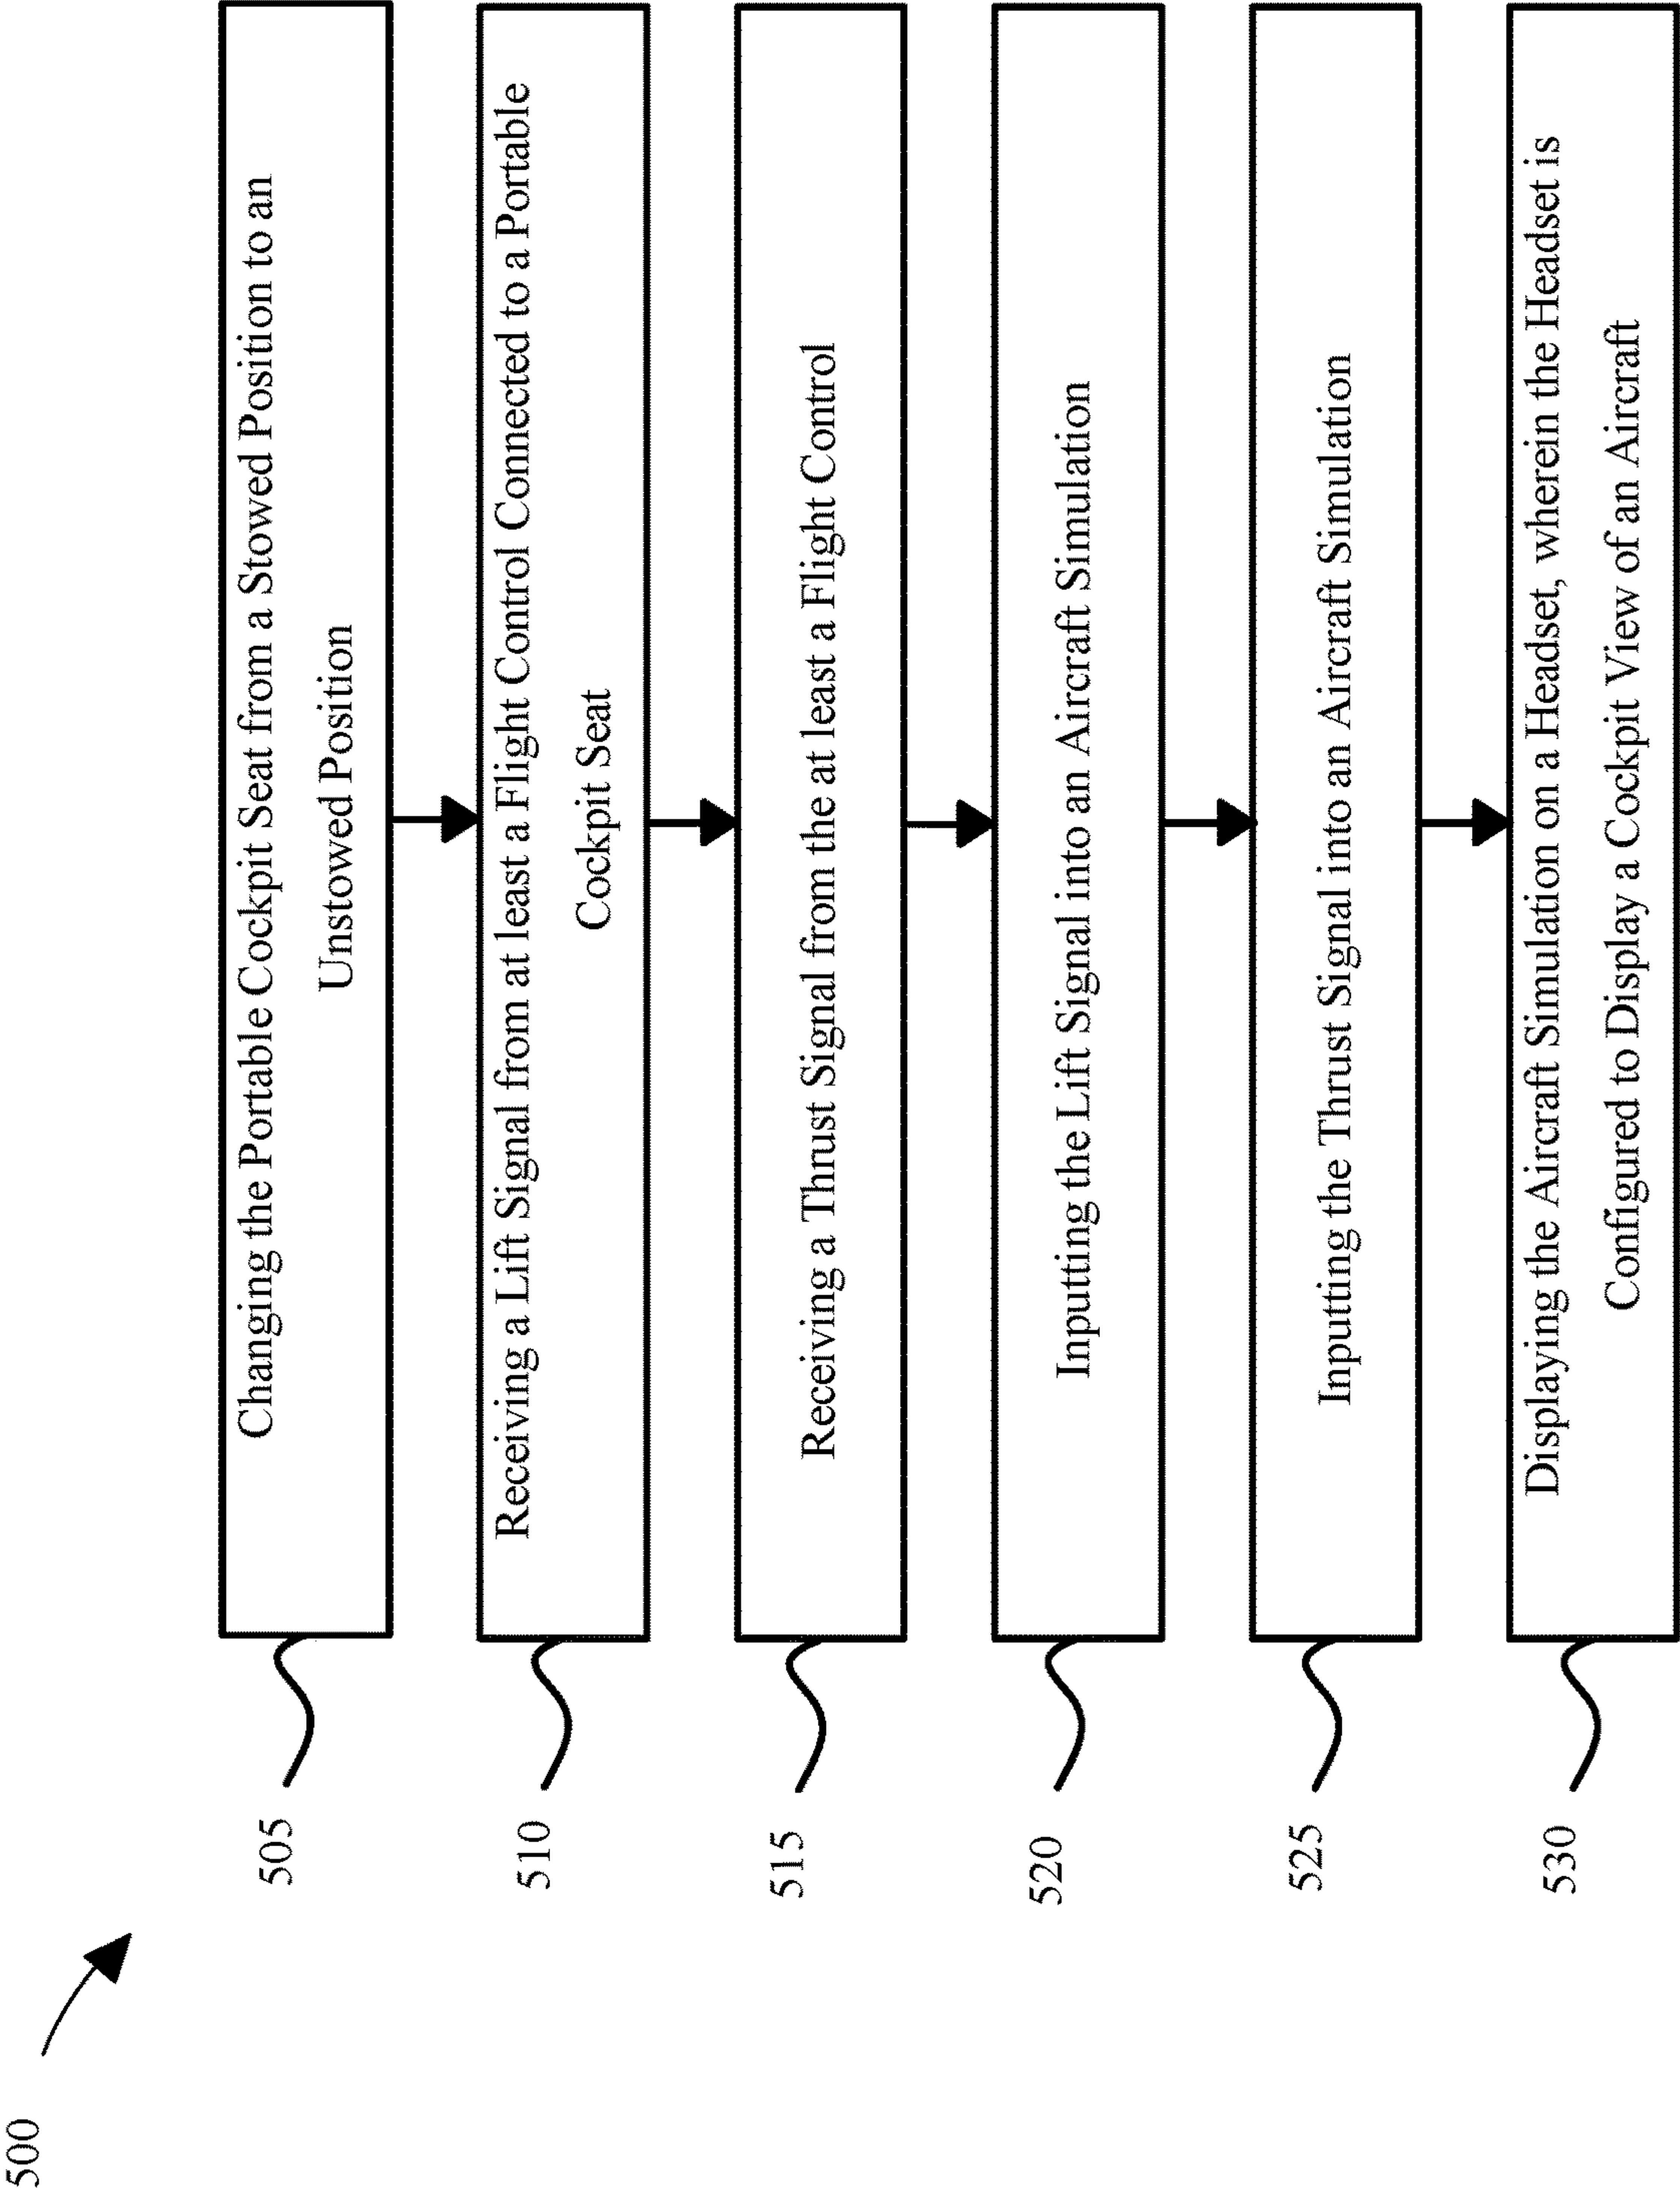 500
505
Changing the Portable Cockpit Seat from a Stowed Position to an
Unstowed Position
510
Receiving a Lift Signal from at least a Flight Control Connected to a Portable
Cockpit Seat
515
Receiving a Thrust Signal from the at least a Flight Control
520
Inputting the Lift Signal into an Aircraft Simulation
525
Inputting the Thrust Signal into an Aircraft Simulation
530
Displaying the Aircraft Simulation on a Headset, wherein the Headset is
Configured to Display a Cockpit View of an Aircraft